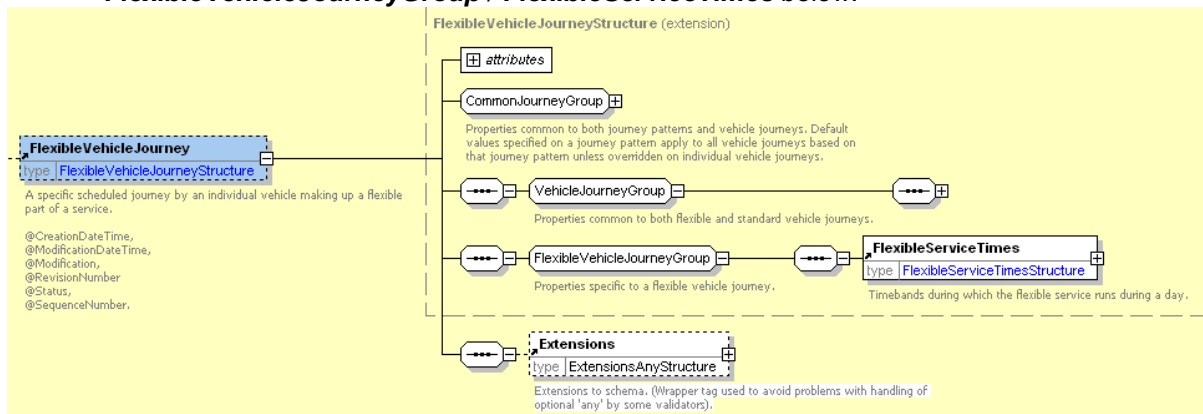 FlexibleVehicleJourneyGroup / FlexibleServiceTimes below.
FlexibleVehicleJourneyStructure (extension)
attributes
CommonJourneyGroup
Properties common to both journey patterns and vehicle journeys. Default
values specified on a journey pattern apply to all vehicle journeys based on
that journey pattern unless overridden on individual vehicle journeys.
FlexibleVehicleJourney
type FlexibleVehicleJourneyStructure
A specific scheduled journey by an individual vehicle making up a flexible
part of a service.
@CreationDateTime,
@ModificationDateTime,
@Modification,
@RevisionNumber
@Status,
@SequenceNumber.
VehicleJourneyGroup
Properties common to both flexible and standard vehicle journeys.
FlexibleVehicleJourneyGroup
Properties specific to a flexible vehicle journey.
FlexibleServiceTimes
type FlexibleServiceTimesStructure
Timebands during which the flexible service runs during a day.
Extensions
type ExtensionsAnyStructure
Extensions to schema. (Wrapper tag used to avoid problems with handling of
optional 'any' by some validators).